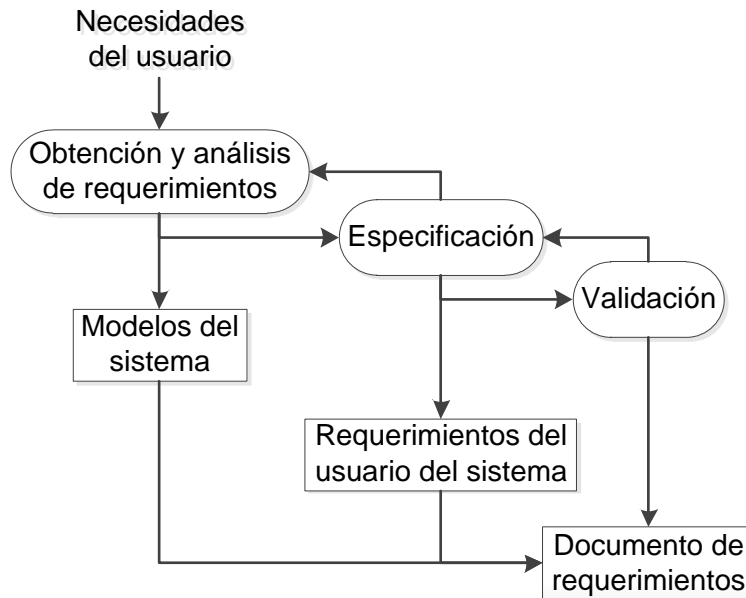 Necesidades
del usuario
Obtención y análisis
de requerimientos
Especificación
Validación
Modelos del
sistema
Requerimientos del
usuario del sistema
Documento de
requerimientos